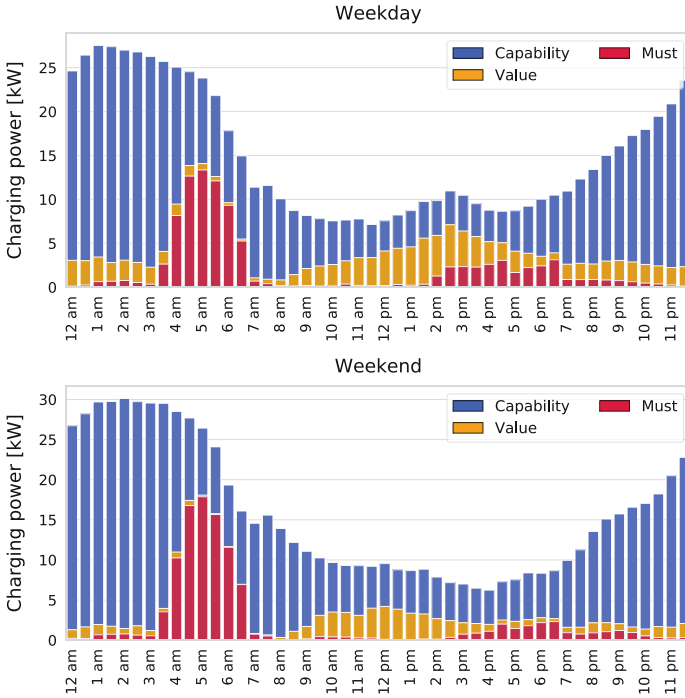 Weekday
Charging power [kW]
25
20
15
10
5
0
Capability
Must
Value
12 am
1 am
2 am
3 am
4 am
5 am
6 am
7 am
8 am
9 am
10 am
11 am
12 pm
1 pm
2 pm
3 pm
4 pm
5 pm
6 pm
7 pm
8 pm
9 pm
10 pm
11 pm
Weekend
Charging power [kW]
30
25
20
15
10
5
0
Capability
Must
Value
12 am
1 am
2 am
3 am
4 am
5 am
6 am
7 am
8 am
9 am
10 am
11 am
12 pm
1 pm
2 pm
3 pm
4 pm
5 pm
6 pm
7 pm
8 pm
9 pm
10 pm
11 pm